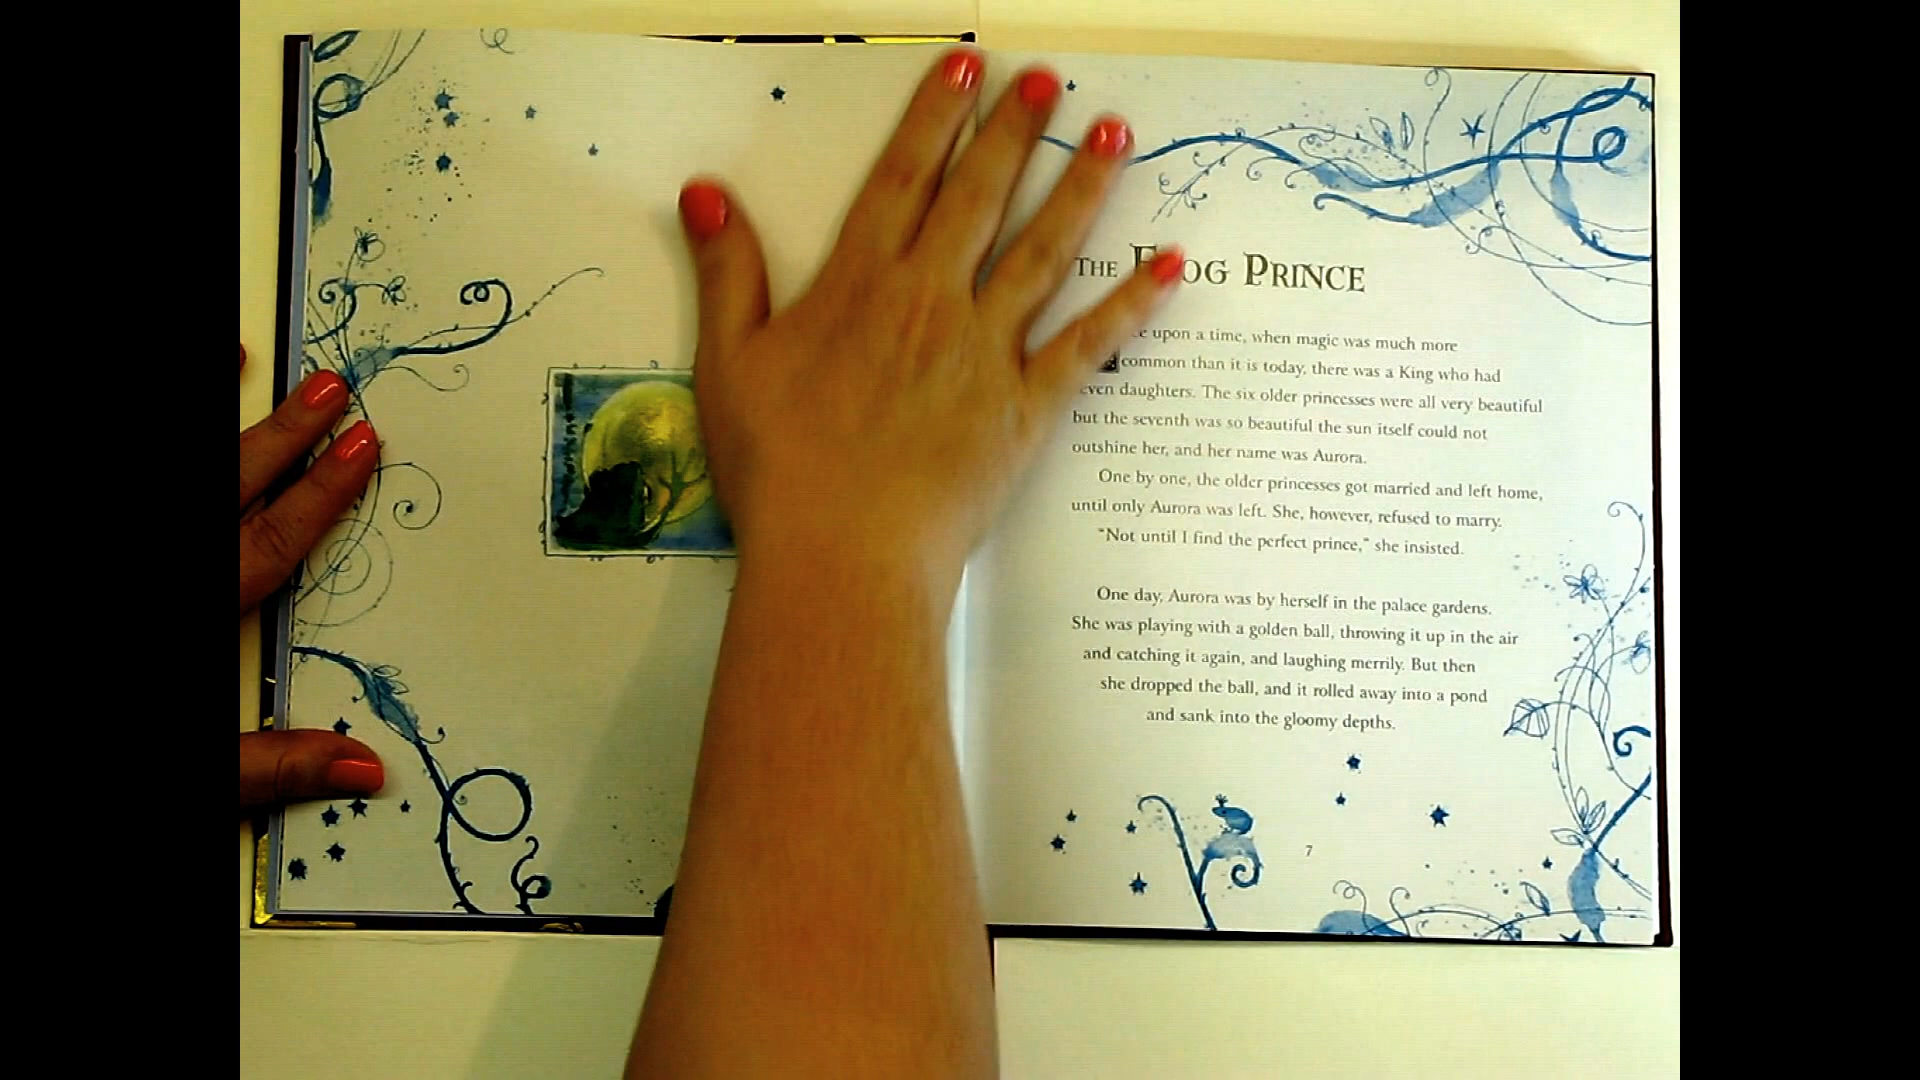 THE FROG PRINCE
upon a time, when magic was much more
common than it is today, there was a King who had
even daughters. The six older princesses were all very beautiful
but the seventh was so beautiful the sun itself could not
outshine her, and her name was Aurora.
One by one, the older princesses got married and left home,
until only Aurora was left. She, however, refused to marry.
"Not until I find the perfect prince," she insisted.
One day, Aurora was by herself in the palace gardens.
She was playing with a golden ball, throwing it up in the air
and catching it again, and laughing merrily. But then
she dropped the ball, and it rolled away into a pond
and sank into the gloomy depths.
7